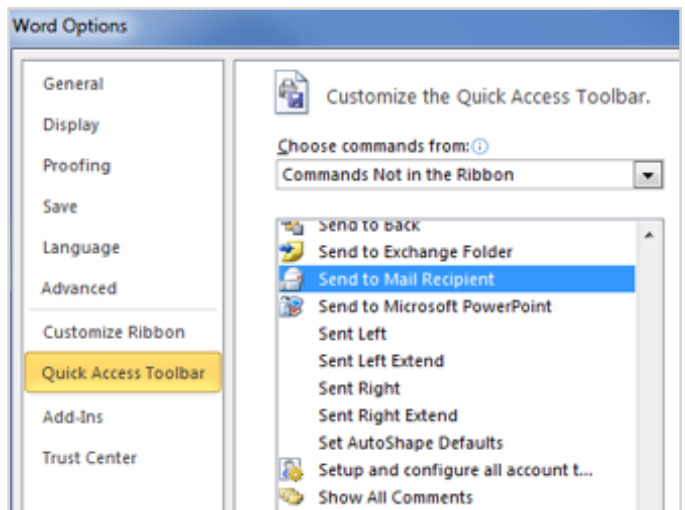 Word Options
General
Display
Proofing
Save
Language
Advanced
Customize Ribbon
Quick Access Toolbar
Add-Ins
Trust Center
Customize the Quick Access Toolbar.
Choose commands from:
Commands Not in the Ribbon
Send to Back
Send to Exchange Folder
Send to Mail Recipient
Send to Microsoft PowerPoint
Sent Left
Sent Left Extend
Sent Right
Sent Right Extend
Set AutoShape Defaults
Setup and configure all account t...
Show All Comments